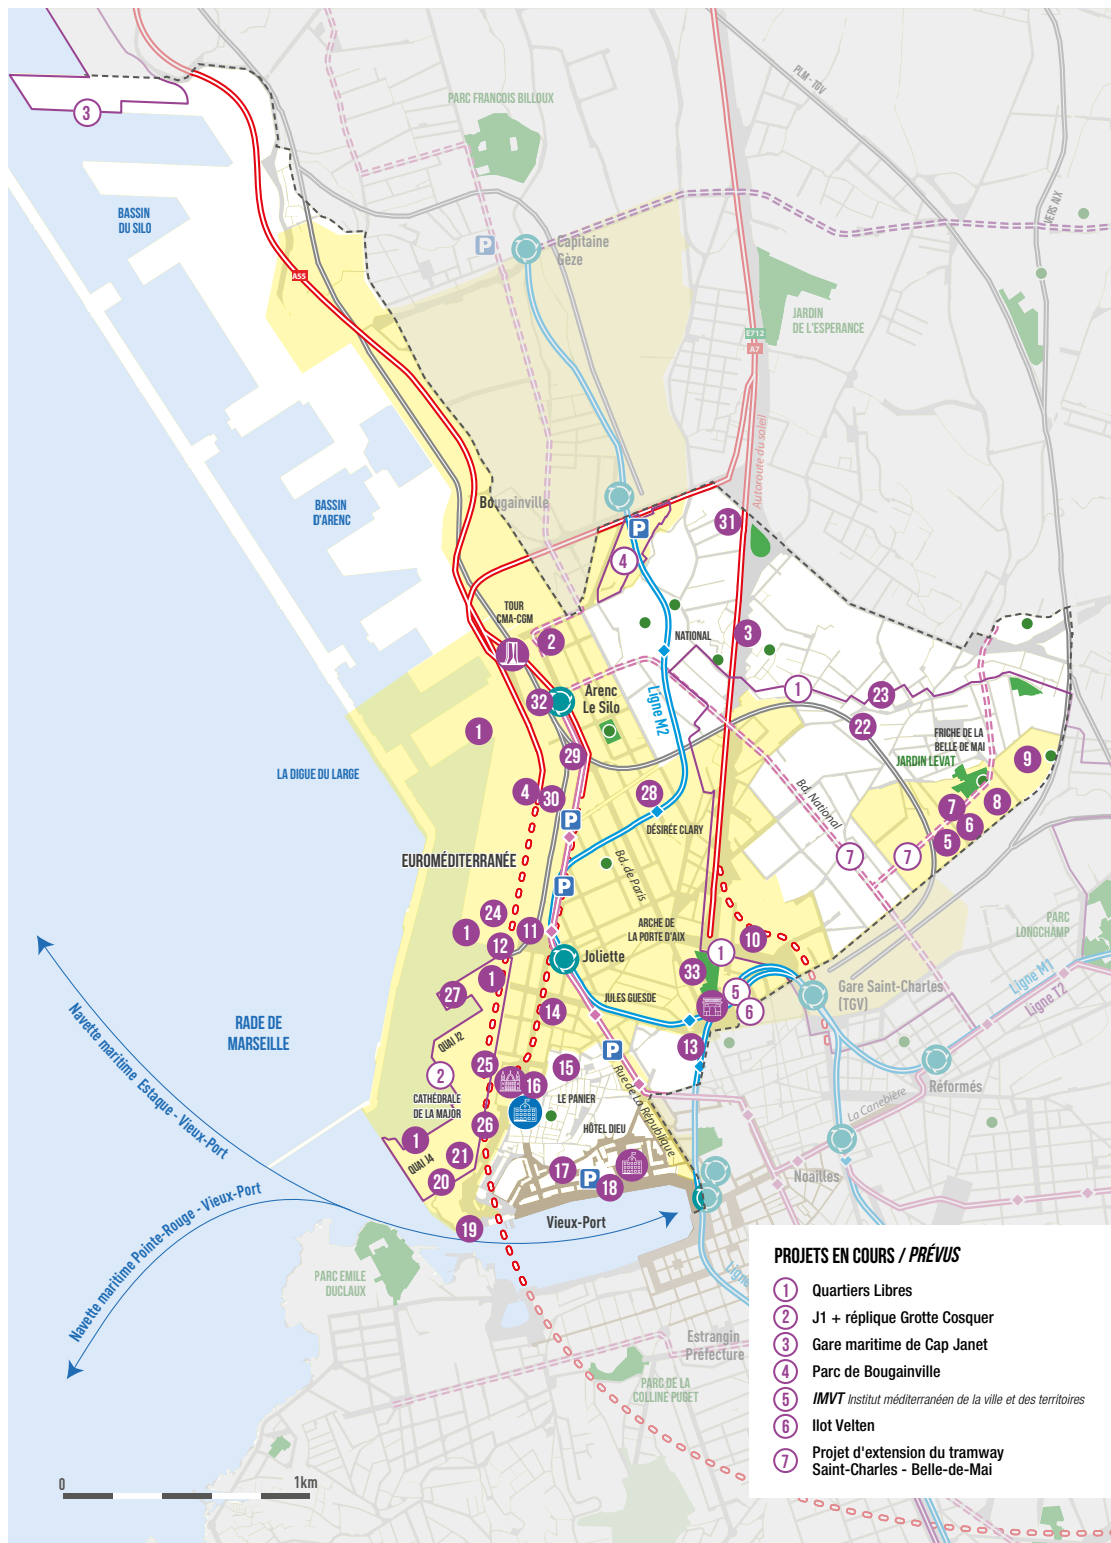 PLM - TGV
PARC FRANCOIS BILLOUX
3
VERS AIX
BASSIN
DU SILO
P
Capitaine
Gèze
A55
JARDIN
DE L'ESPERANCE
E712
A7
Autoroute du soleil
Bougainville
BASSIN
D'ARENC
31
P
4
TOUR
CMA-CGM
2
NATIONAL
3
1
23
32
Arenc
Le Silo
Ligne M2
22
1
FRICHE DE LA
BELLE DE MAI
JARDIN LEVAT
9
29
LA DIGUE DU LARGE
4
30
28
Bd. National
7
8
P
DÉSIRÉE CLARY
6
5
EUROMÉDITERRANÉE
Bd. de Paris
7
7
P
24
1
11
12
ARCHE DE
LA PORTE D'AIX
10
PARC
LONGCHAMP
1
Joliette
33
Ligne M1
Ligne T2
1
27
JULES GUESDE
5
6
Gare Saint-Charles
(TGV)
14
RADE DE
MARSEILLE
QUAI J2
13
P
25
15
2
16
Rue de La République
Réformés
CATHÉDRALE
DE LA MAJOR
LE PANIER
La Canebière
Navette maritime Estaque - Vieux-Port
26
HÔTEL DIEU
1
21
QUAI J4
17
20
P
18
Noailles
Navette maritime Pointe-Rouge - Vieux-Port
19
Vieux-Port
PARC EMILE
DUCLAUX
Ligne
Estrangin
Préfecture
PARC DE LA
COLLINE PUGET
PROJETS EN COURS / PRÉVUS
1 Quartiers Libres
2 J1 + réplique Grotte Cosquer
3 Gare maritime de Cap Janet
4 Parc de Bougainville
5 IMVT Institut méditerranéen de la ville et des territoires
6 Ilot Velten
7 Projet d'extension du tramway
Saint-Charles - Belle-de-Mai
0 1km